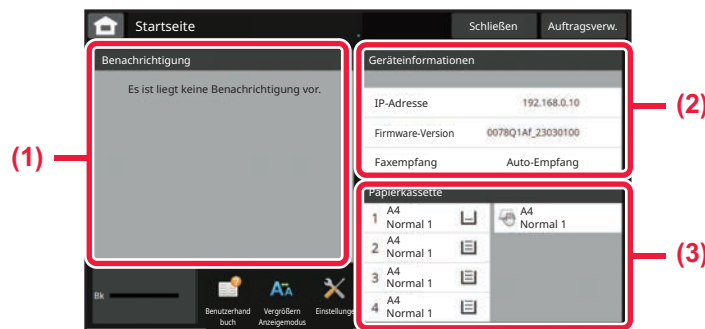 Startseite
Schließen
Auftragsverw.
Benachrichtigung
Es ist liegt keine Benachrichtigung vor.
Geräteinformationen
IP-Adresse 192.168.0.10
Firmware-Version 0078Q1Af_23030100
Faxempfang Auto-Empfang
(1)
(2)
Papierkassette
1 A4
Normal 1
A4
Normal 1
2 A4
Normal 1
3 A4
Normal 1
4 A4
Normal 1
(3)
Bk
Benutzerhand
buch
Vergrößern
Anzeigemodus
Einstellunge